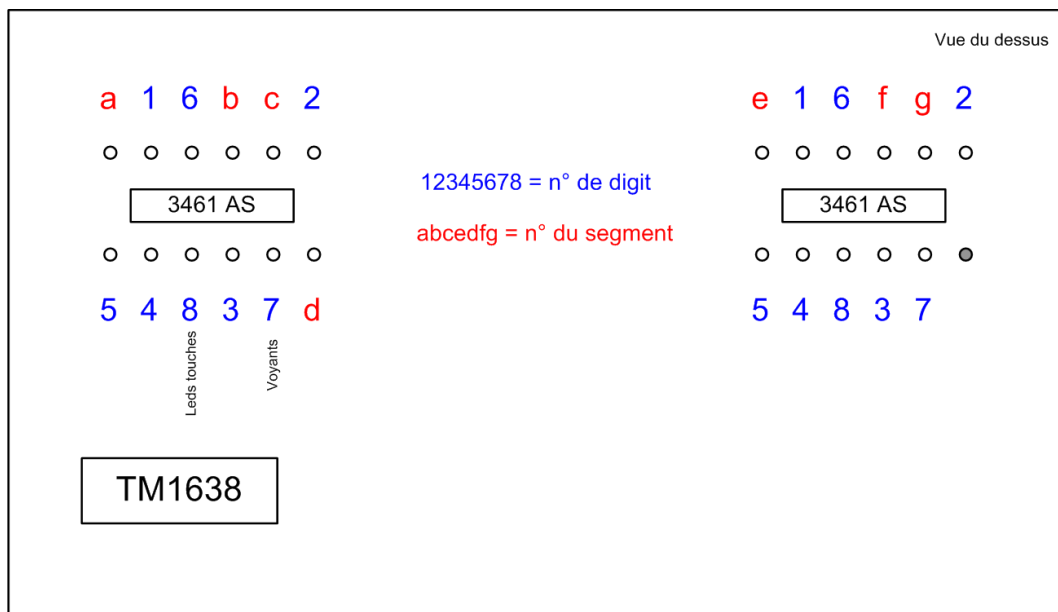 Vue du dessus
a 1 6 b c 2
e 1 6 f g 2
12345678 = n° de digit
3461 AS
3461 AS
abcedfg = n° du segment
5 4 8 3 7 d
5 4 8 3 7
Leds touches
Voyants
TM1638